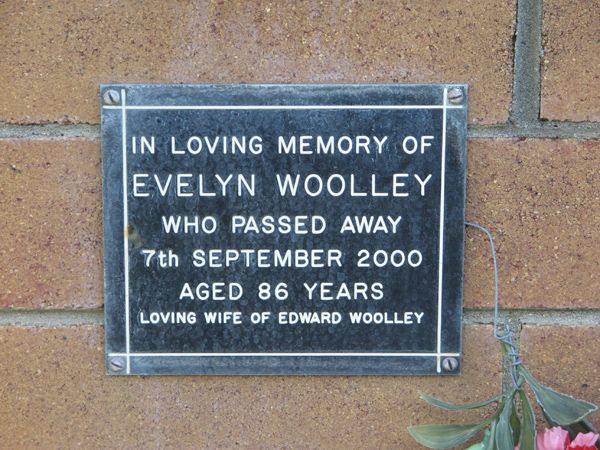 IN LOVING MEMORY OF
EVELYN WOOLLEY
WHO PASSED AWAY
7th SEPTEMBER 2000
AGED 86 YEARS
LOVING WIFE OF EDWARD WOOLLEY